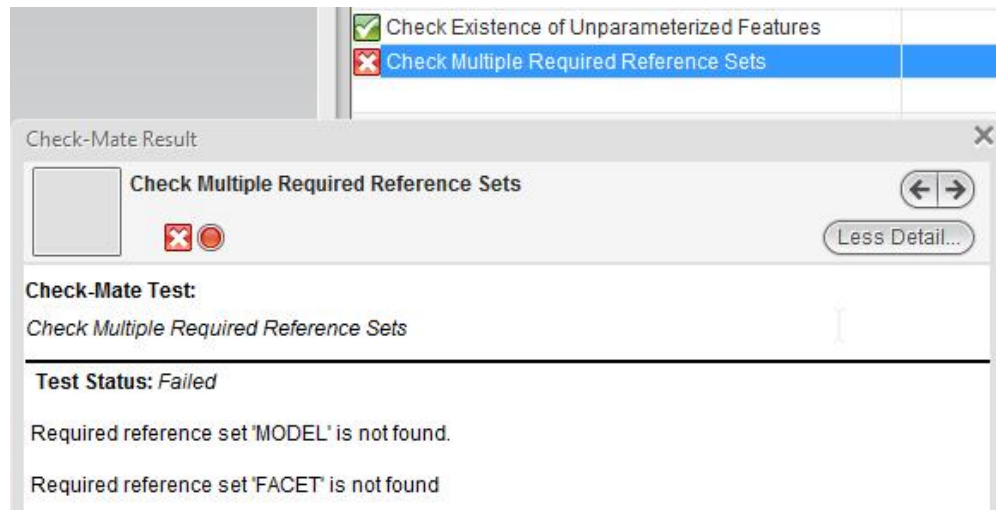 Check Existence of Unparameterized Features
Check Multiple Required Reference Sets
Check-Mate Result
Check Multiple Required Reference Sets
Less Detail...
Check-Mate Test:
Check Multiple Required Reference Sets
Test Status: Failed
Required reference set 'MODEL' is not found.
Required reference set 'FACET' is not found